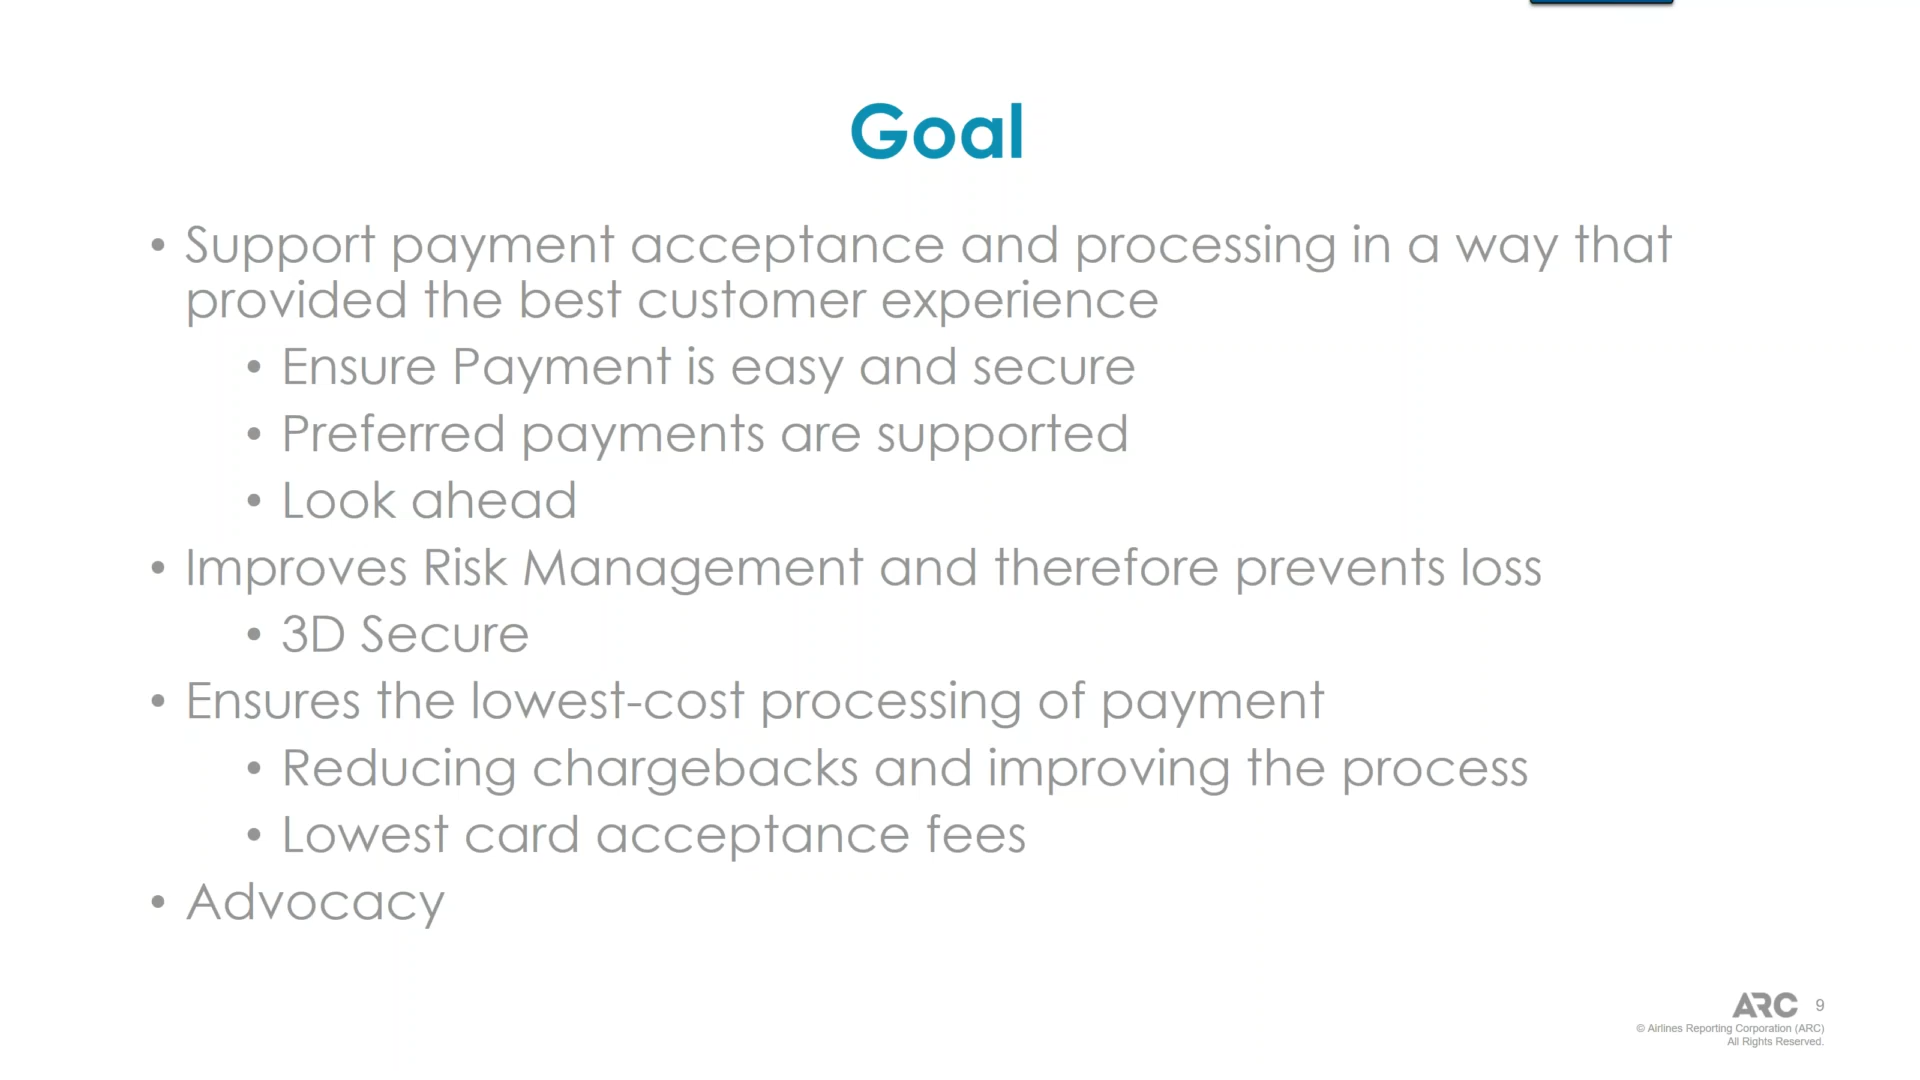 Goal
• Support payment acceptance and processing in a way that
provided the best customer experience
• Ensure Payment is easy and secure
• Preferred payments are supported
• Look ahead
• Improves Risk Management and therefore prevents loss
• 3D Secure
• Ensures the lowest-cost processing of payment
• Reducing chargebacks and improving the process
• Lowest card acceptance fees
• Advocacy
ARC 9
© Airlines Reporting Corporation (ARC)
All Rights Reserved.